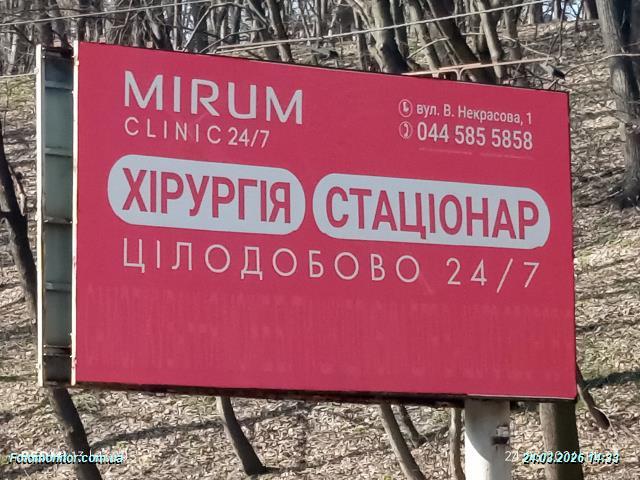 MIRUM
CLINIC 24/7
вул. В. Некрасова, 1
044 585 5858
ХІРУРГІЯ
СТАЦІОНАР
ЦІЛОДОБОВО 24/7
Fotomonitor.com.ua
24.03.2026 14:33